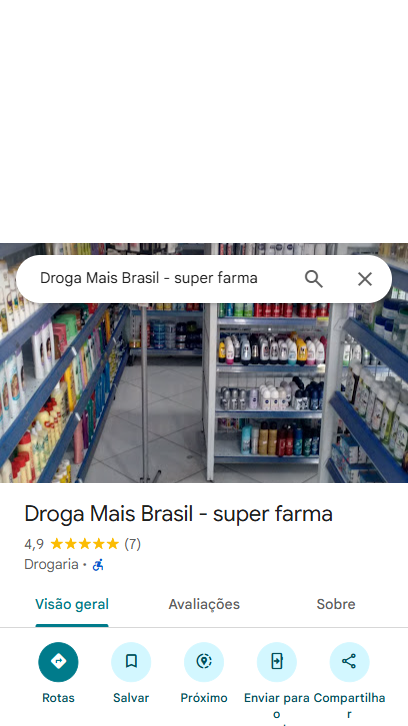 Droga Mais Brasil - super farma
Droga Mais Brasil - super farma
4,9 (7)
Drogaria ·
Visão geral Avaliações Sobre
Rotas Salvar Próximo Enviar para o Compartilhar